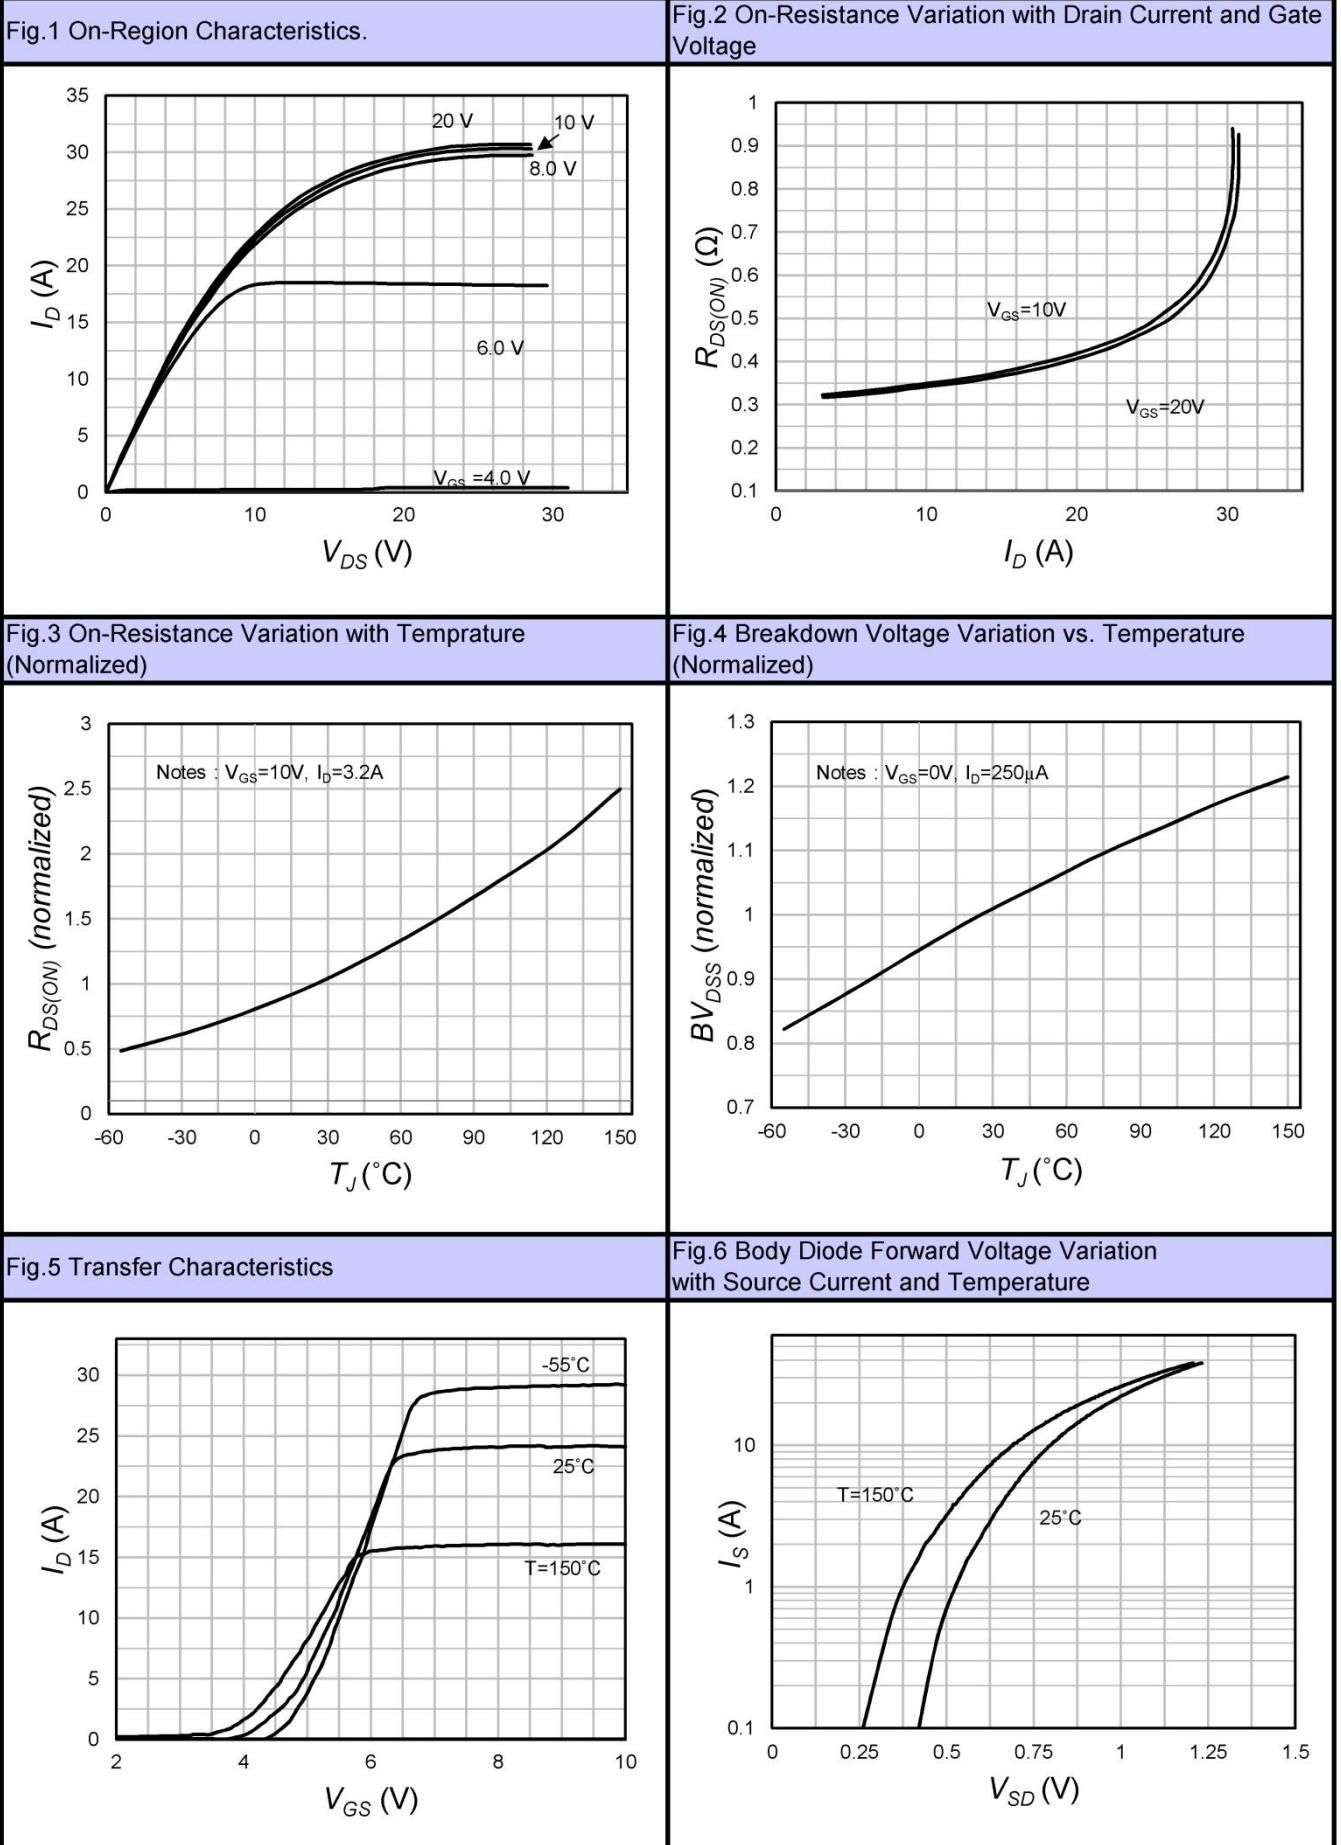 Fig.1 On-Region Characteristics.
Fig.2 On-Resistance Variation with Drain Current and Gate
Voltage
35
30
25
20
15
10
5
0
I_D (A)
20 V
10 V
8.0 V
6.0 V
V_GS =4.0 V
0 10 20 30
V_DS (V)
1
0.9
0.8
0.7
0.6
0.5
0.4
0.3
0.2
0.1
R_DS(ON) (Ω)
V_GS=10V
V_GS=20V
0 10 20 30
I_D (A)
Fig.3 On-Resistance Variation with Temprature
(Normalized)
Fig.4 Breakdown Voltage Variation vs. Temperature
(Normalized)
3
2.5
2
1.5
1
0.5
0
R_DS(ON) (normalized)
Notes : V_GS=10V, I_D=3.2A
-60 -30 0 30 60 90 120 150
T_J (˚C)
1.3
1.2
1.1
1
0.9
0.8
0.7
BV_DSS (normalized)
Notes : V_GS=0V, I_D=250μA
-60 -30 0 30 60 90 120 150
T_J (˚C)
Fig.5 Transfer Characteristics
Fig.6 Body Diode Forward Voltage Variation
with Source Current and Temperature
30
25
20
15
10
5
0
I_D (A)
-55˚C
25˚C
T=150˚C
2 4 6 8 10
V_GS (V)
10
1
0.1
I_S (A)
T=150˚C
25˚C
0 0.25 0.5 0.75 1 1.25 1.5
V_SD (V)